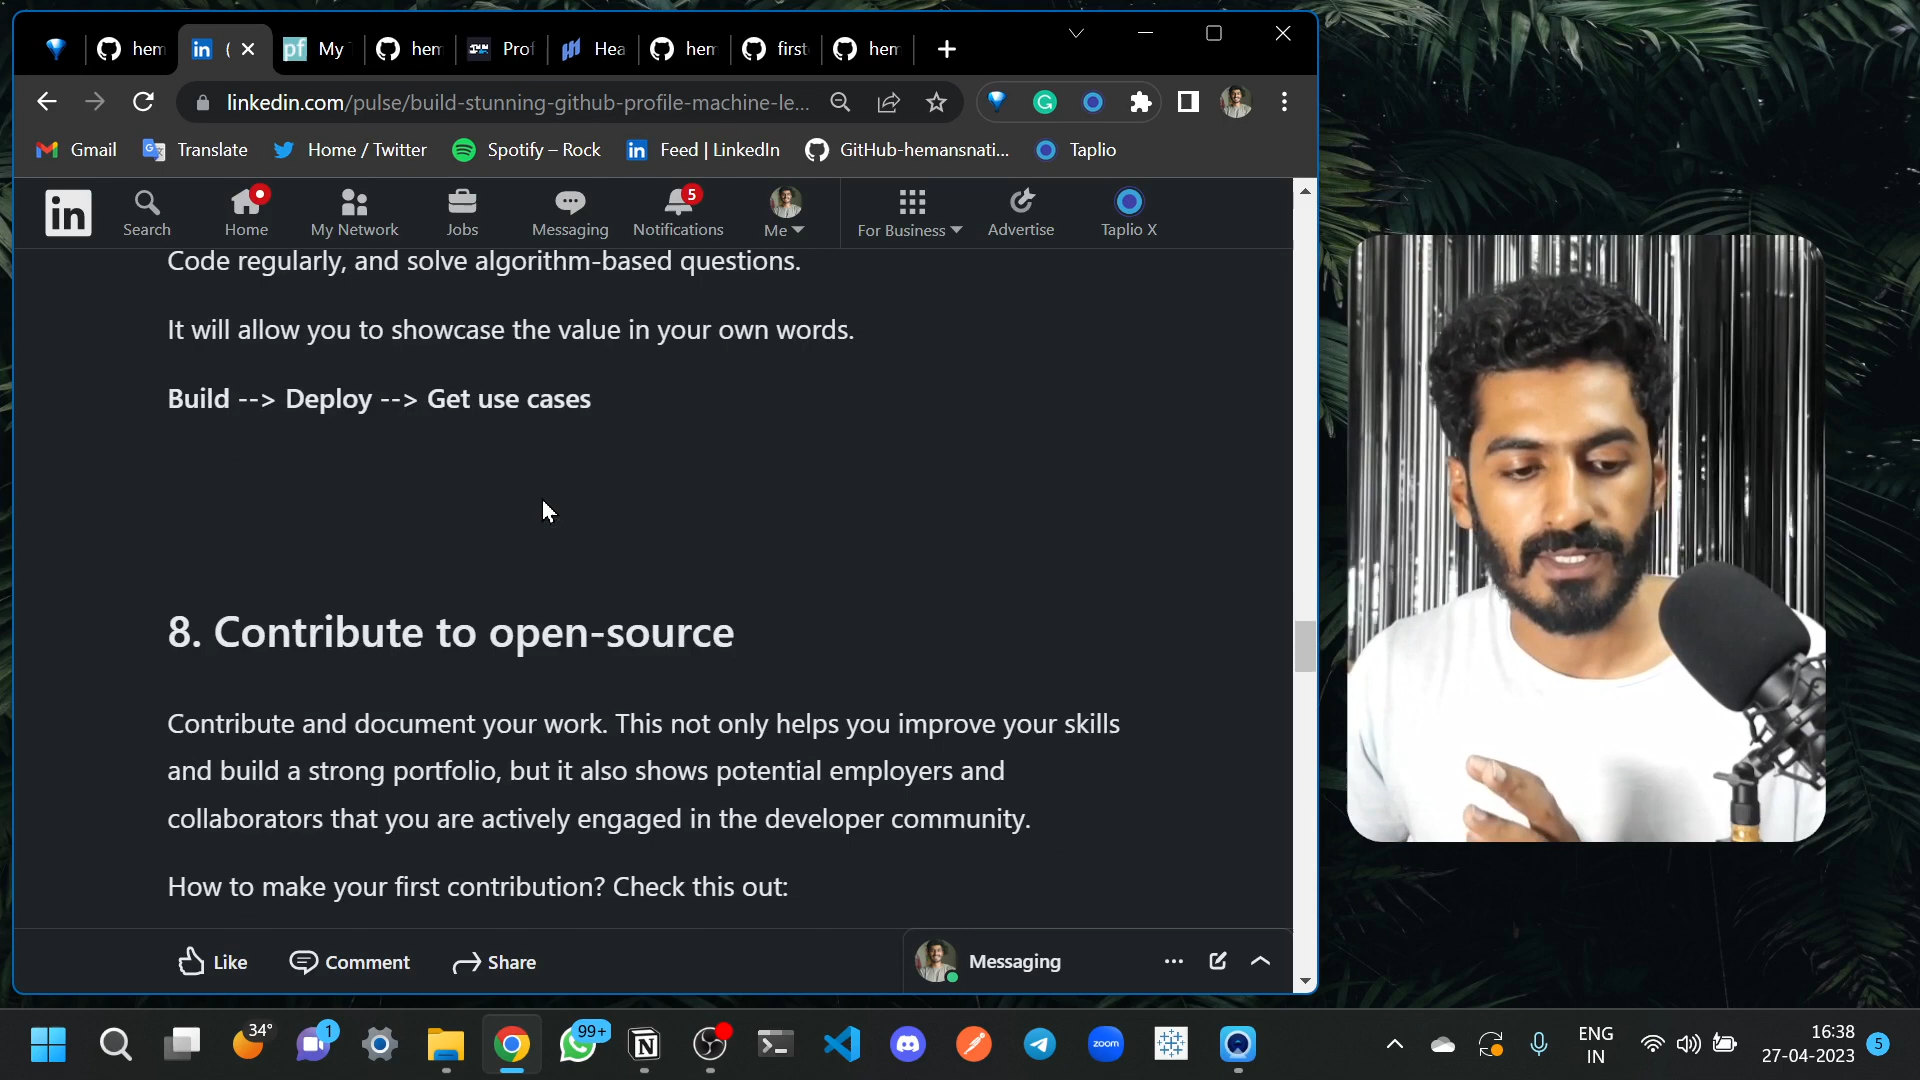 hem
in
(
pf
My
hem
Prof
Hea
hem
first
hem
linkedin.com/pulse/build-stunning-github-profile-machine-le...
Gmail
Translate
Home / Twitter
Spotify – Rock
in
Feed | LinkedIn
GitHub-hemansnati...
Taplio
in
Search
Home
My Network
Jobs
Messaging
5
Notifications
Me
For Business
Advertise
Taplio X
Code regularly, and solve algorithm-based questions.
It will allow you to showcase the value in your own words.
Build --> Deploy --> Get use cases
8. Contribute to open-source
Contribute and document your work. This not only helps you improve your skills
and build a strong portfolio, but it also shows potential employers and
collaborators that you are actively engaged in the developer community.
How to make your first contribution? Check this out:
Like
Comment
Share
Messaging
34°
1
99+
zoom
ENG
IN
16:38
27-04-2023
5